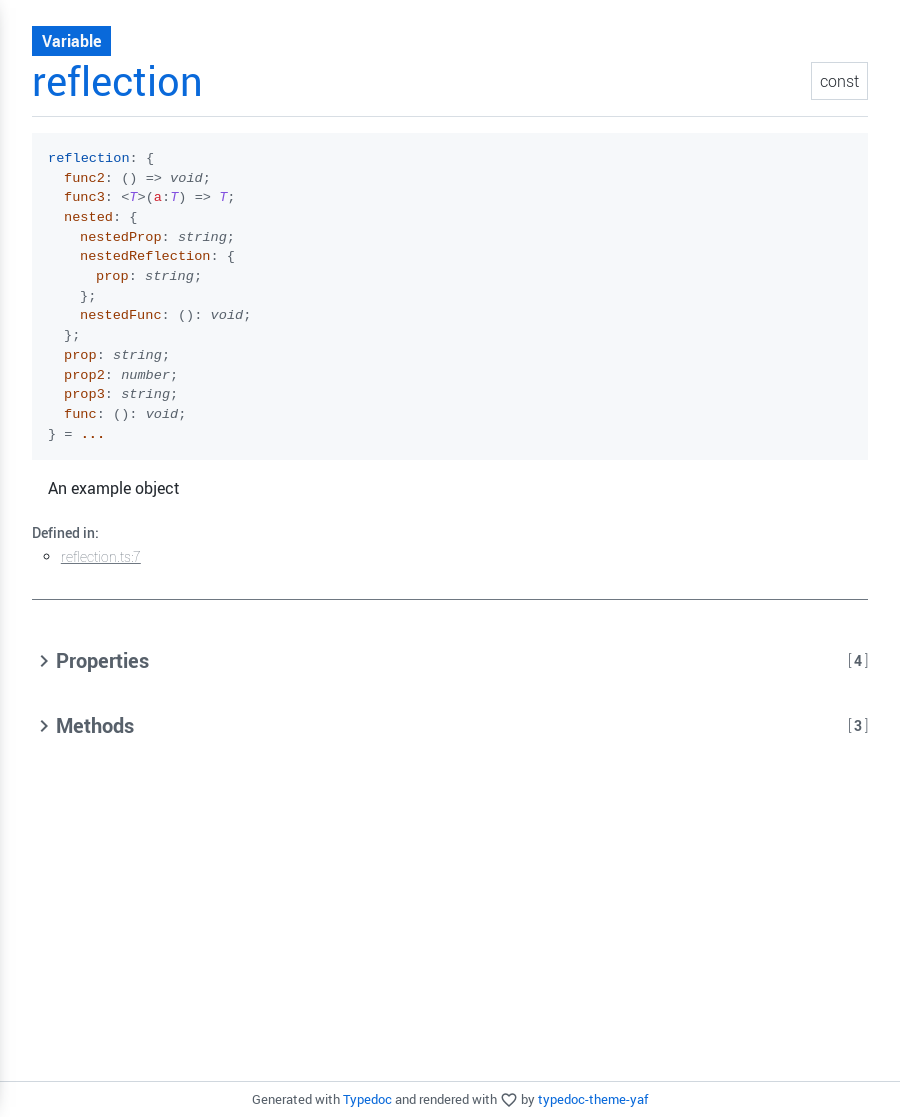 Variable
reflection
const
reflection: {
func2: () => void;
func3: <T>(a:T) => T;
nested: {
nestedProp: string;
nestedReflection: {
prop: string;
};
nestedFunc: (): void;
};
prop: string;
prop2: number;
prop3: string;
func: (): void;
} = ...
An example object
Defined in:
reflection.ts:7
Properties [ 4 ]
Methods [ 3 ]
Generated with Typedoc and rendered with by typedoc-theme-yaf